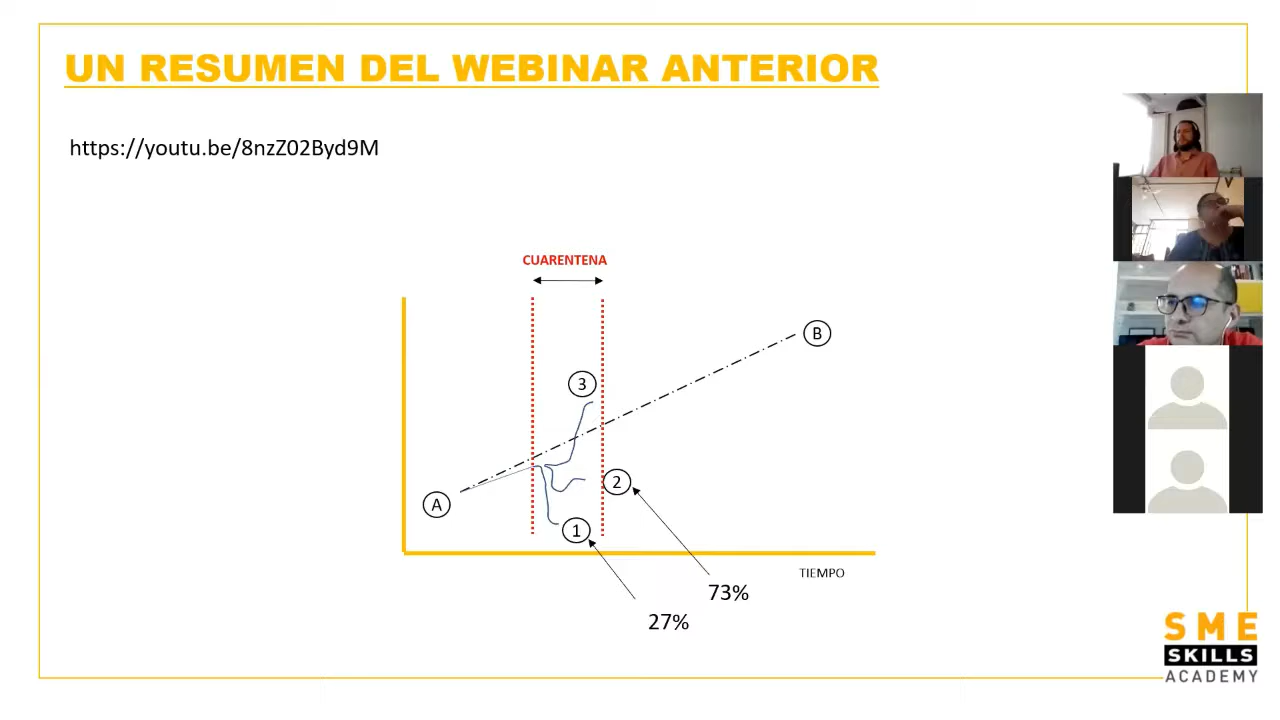 UN RESUMEN DEL WEBINAR ANTERIOR
https://youtu.be/8nzZ02Byd9M
CUARENTENA
B
3
2
A
1
TIEMPO
73%
27%
SME
SKILLS
ACADEMY